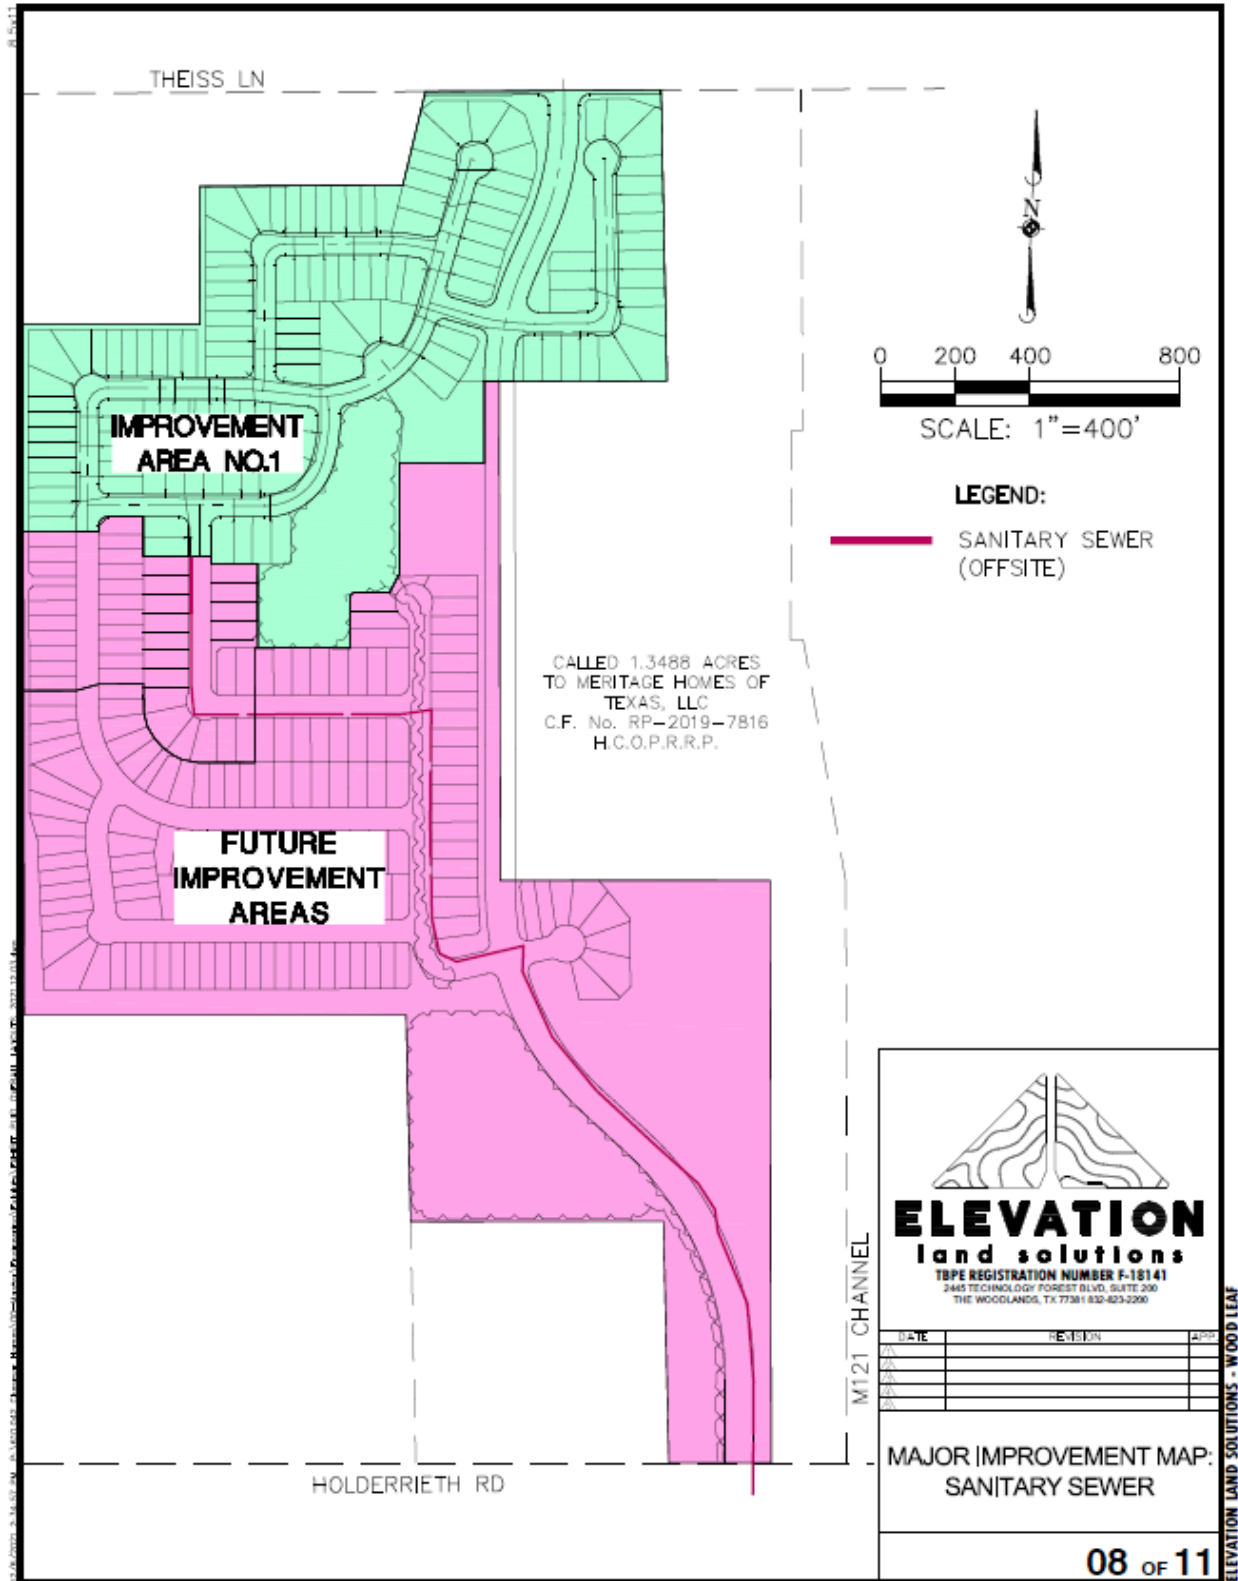 8.5x11
THEISS LN
N
0 200 400 800
SCALE: 1"=400'
LEGEND:
SANITARY SEWER
(OFFSITE)
IMPROVEMENT
AREA NO.1
CALLED 1.3488 ACRES
TO MERITAGE HOMES OF
TEXAS, LLC
C.F. No. RP-2019-7816
H.C.O.P.R.R.P.
FUTURE
IMPROVEMENT
AREAS
M121 CHANNEL
HOLDERRIETH RD
ELEVATION
land solutions
TBPE REGISTRATION NUMBER F-18141
2445 TECHNOLOGY FOREST BLVD, SUITE 200
THE WOODLANDS, TX 77381 832-823-2200
DATE REVISION APP.
MAJOR IMPROVEMENT MAP:
SANITARY SEWER
08 OF 11
ELEVATION LAND SOLUTIONS - WOOD LEAF